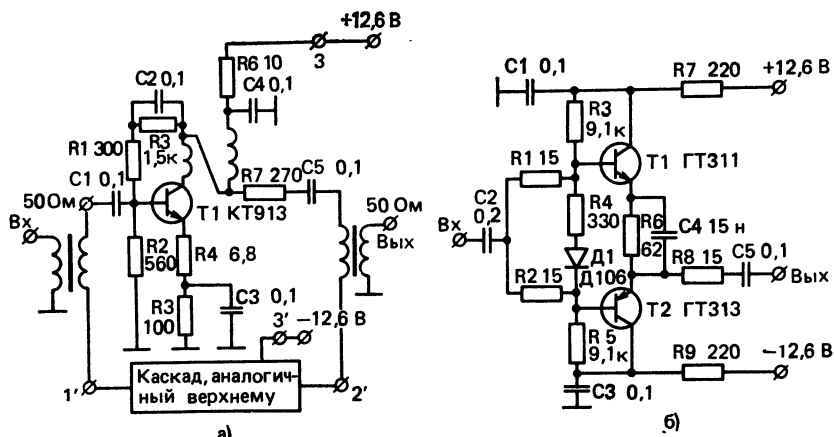 +12,6 В
R6 10
3
C4 0,1
C2 0,1
R3
1,5к
R1 300
C1 0,1
50 Ом
Вх
T1 КТ913
R7 270
C5 0,1
50 Ом
Вых
R2
560
R4 6,8
R3
100
C3 0,1
3'
−12,6 В
1'
Каскад, аналогич-
ный верхнему
2'
а)
C1 0,1
R7 220
+12,6 В
R3
9,1к
T1 ГТ311
R1 15
C2
0,2
Вх
R4
330
R6
62
C4 15 н
C5 0,1
Д1
Д106
R8 15
Вых
R2 15
T2 ГТ313
R5
9,1к
R9 220
−12,6 В
C3 0,1
б)